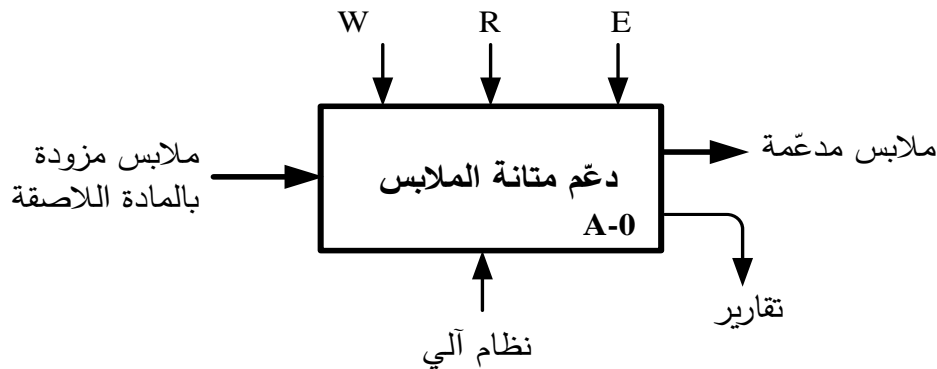 W R E
ملابس مزودة
بالمادة اللاصقة
دعّم متانة الملابس
A-0
ملابس مدعّمة
تقارير
نظام آلي